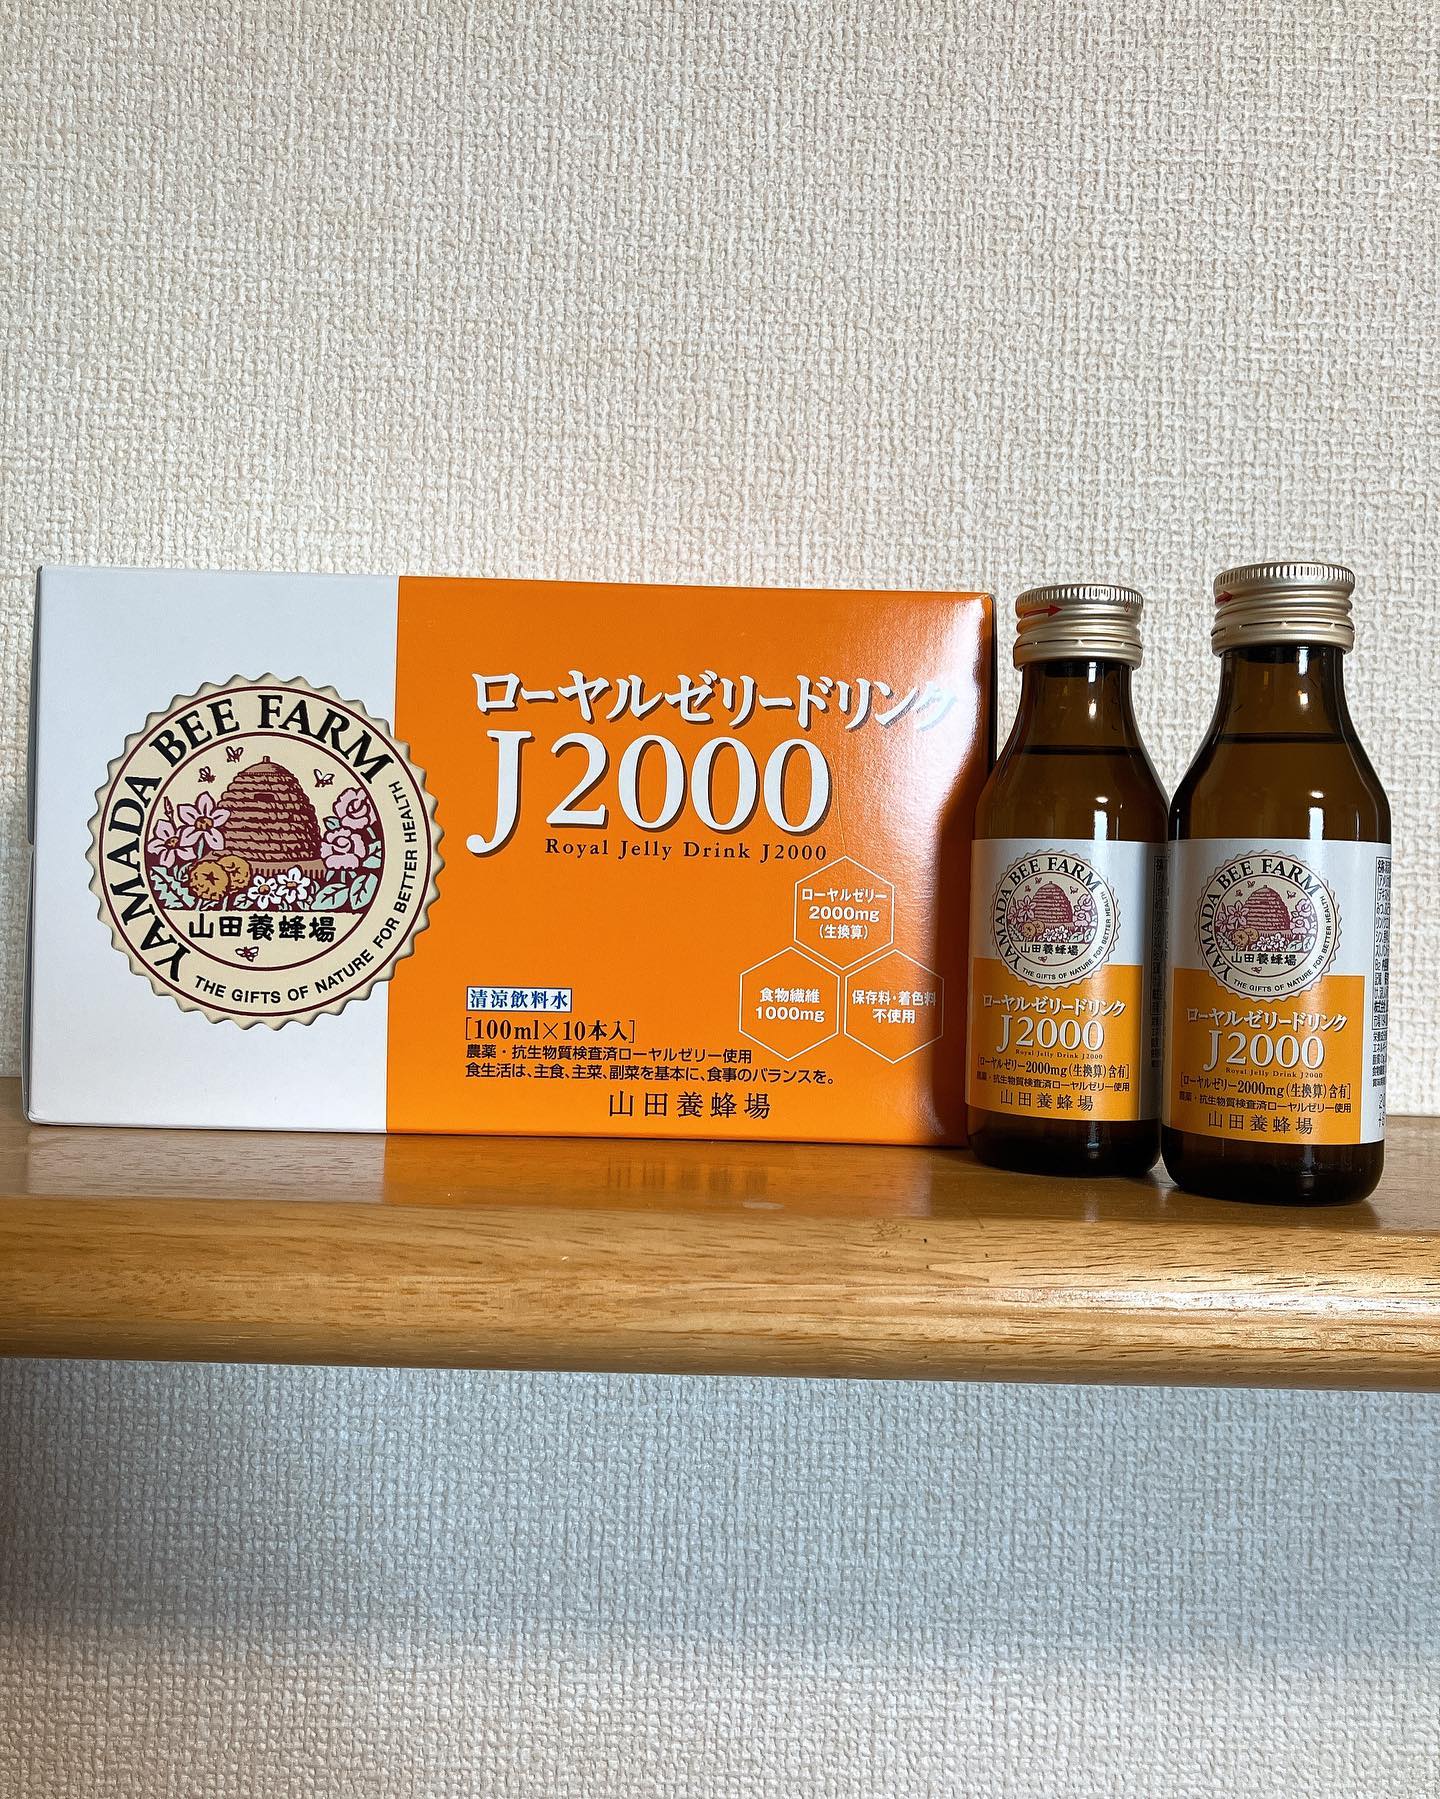 YAMADA BEE FARM
山田養蜂場
THE GIFTS OF NATURE FOR BETTER HEALTH
ローヤルゼリードリンク
J2000
Royal Jelly Drink J2000
ローヤルゼリー
2000mg
(生換算)
食物繊維
1000mg
保存料・着色料
不使用
清涼飲料水
[100ml×10本入]
農薬・抗生物質検査済ローヤルゼリー使用
食生活は、主食、主菜、副菜を基本に、食事のバランスを。
山田養蜂場
YAMADA BEE FARM
山田養蜂場
THE GIFTS OF NATURE FOR BETTER HEALTH
ローヤルゼリードリンク
J2000
Royal Jelly Drink J2000
[ローヤルゼリー2000mg(生換算)含有]
農薬・抗生物質検査済ローヤルゼリー使用
山田養蜂場
YAMADA BEE FARM
山田養蜂場
THE GIFTS OF NATURE FOR BETTER HEALTH
ローヤルゼリードリンク
J2000
Royal Jelly Drink J2000
[ローヤルゼリー2000mg(生換算)含有]
農薬・抗生物質検査済ローヤルゼリー使用
山田養蜂場